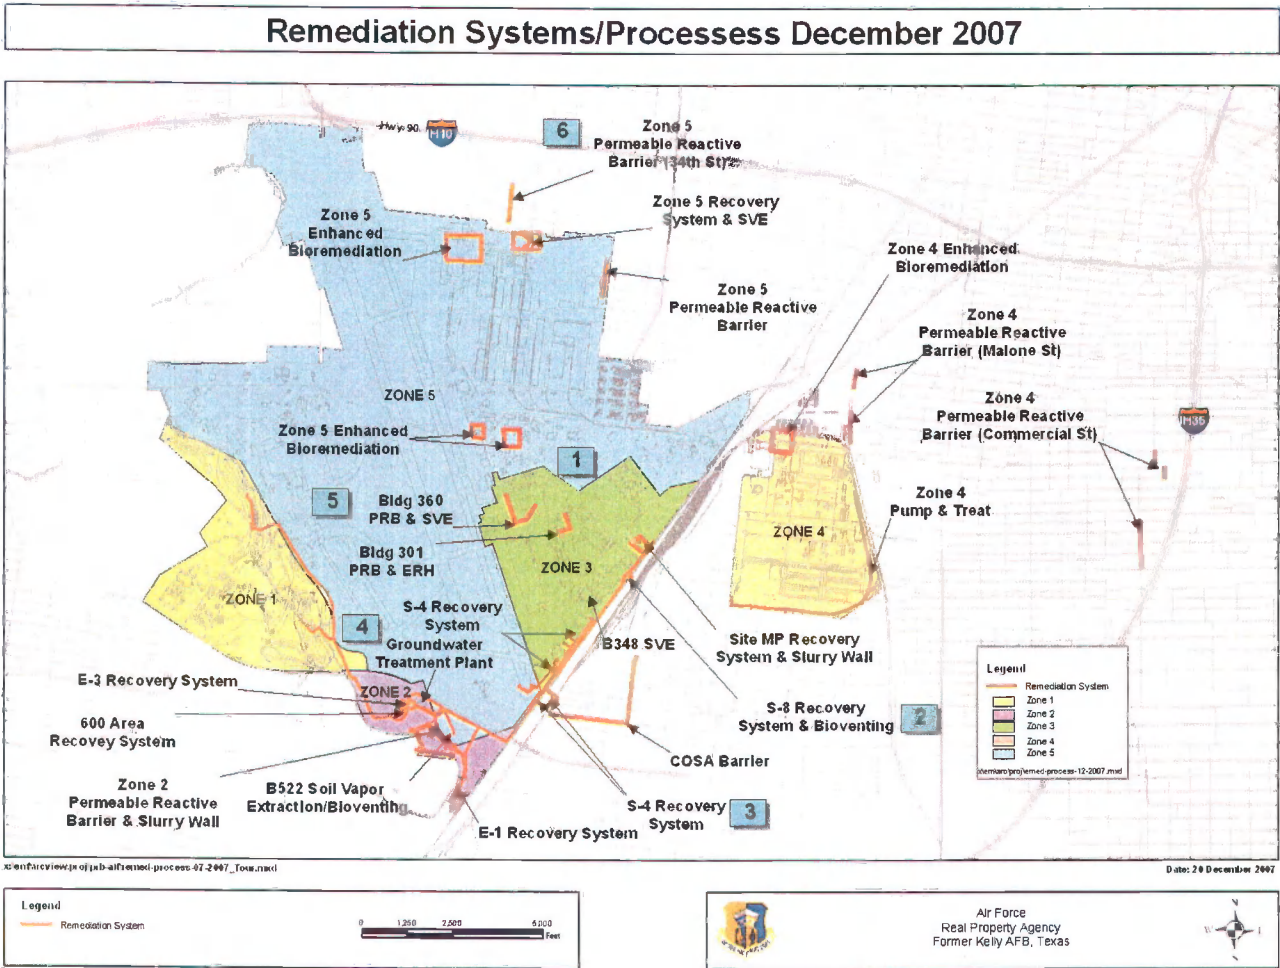 Remediation Systems/Processess December 2007
Hwy 90
IH10
6
Zone 5
Permeable Reactive
Barrier (34th St)
Zone 5 Recovery
System & SVE
Zone 5
Enhanced
Bioremediation
Zone 4 Enhanced
Bioremediation
Zone 5
Permeable Reactive
Barrier
Zone 4
Permeable Reactive
Barrier (Malone St)
ZONE 5
Zone 4
Permeable Reactive
Barrier (Commercial St)
IH35
Zone 5 Enhanced
Bioremediation
1
5
Bldg 360
PRB & SVE
Zone 4
Pump & Treat
ZONE 4
Bldg 301
PRB & ERH
ZONE 3
ZONE 1
S-4 Recovery
System
4
Groundwater
Treatment Plant
B348 SVE
Site MP Recovery
System & Slurry Wall
E-3 Recovery System
ZONE 2
600 Area
Recovey System
S-8 Recovery
System & Bioventing
2
COSA Barrier
Zone 2
Permeable Reactive
Barrier & Slurry Wall
B522 Soil Vapor
Extraction/Bioventing
E-1 Recovery System
S-4 Recovery
System
3
Legend
Remediation System
Zone 1
Zone 2
Zone 3
Zone 4
Zone 5
Date: 20 December 2007
Legend
Remediation System
0 1,250 2,500 5,000
Feet
Air Force
Real Property Agency
Former Kelly AFB, Texas
N
W